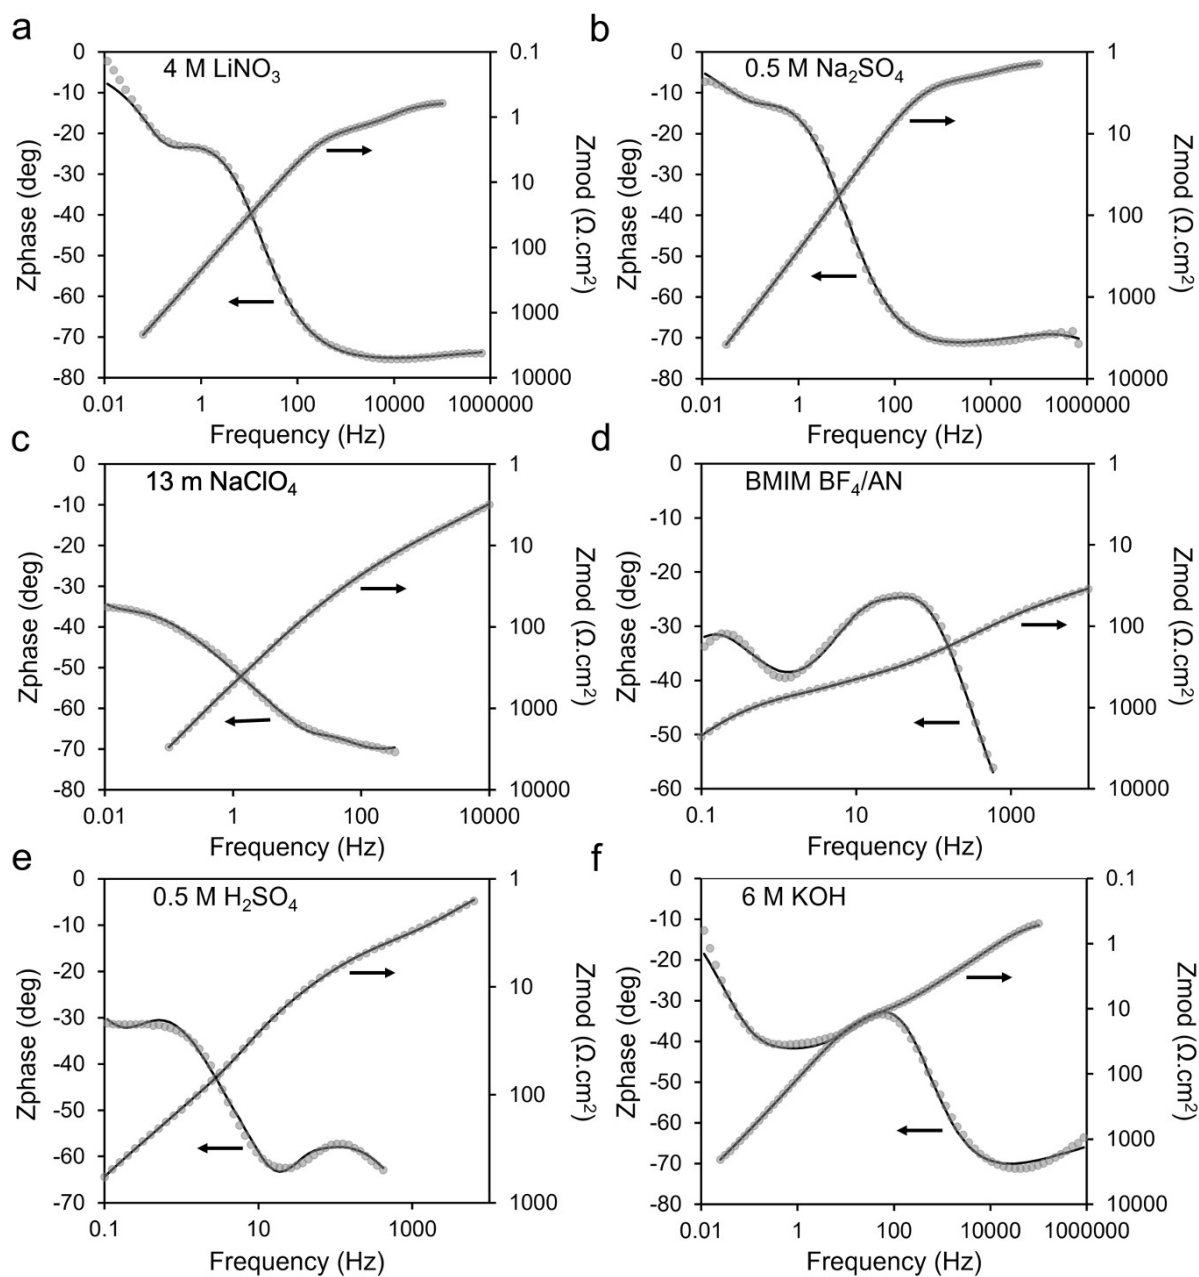 a
4 M LiNO3
0
-10
-20
-30
-40
-50
-60
-70
-80
Zphase (deg)
0.1
1
10
100
1000
10000
Zmod (Ω.cm2)
0.01 1 100 10000 1000000
Frequency (Hz)
b
0.5 M Na2SO4
0
-10
-20
-30
-40
-50
-60
-70
-80
Zphase (deg)
1
10
100
1000
10000
Zmod (Ω.cm2)
0.01 1 100 10000 1000000
Frequency (Hz)
c
13 m NaClO4
0
-10
-20
-30
-40
-50
-60
-70
-80
Zphase (deg)
1
10
100
1000
10000
Zmod (Ω.cm2)
0.01 1 100 10000
Frequency (Hz)
d
BMIM BF4/AN
0
-10
-20
-30
-40
-50
-60
Zphase (deg)
1
10
100
1000
10000
Zmod (Ω.cm2)
0.1 10 1000
Frequency (Hz)
e
0.5 M H2SO4
0
-10
-20
-30
-40
-50
-60
-70
Zphase (deg)
1
10
100
1000
Zmod (Ω.cm2)
0.1 10 1000
Frequency (Hz)
f
6 M KOH
0
-10
-20
-30
-40
-50
-60
-70
-80
Zphase (deg)
0.1
1
10
100
1000
10000
Zmod (Ω.cm2)
0.01 1 100 10000 1000000
Frequency (Hz)